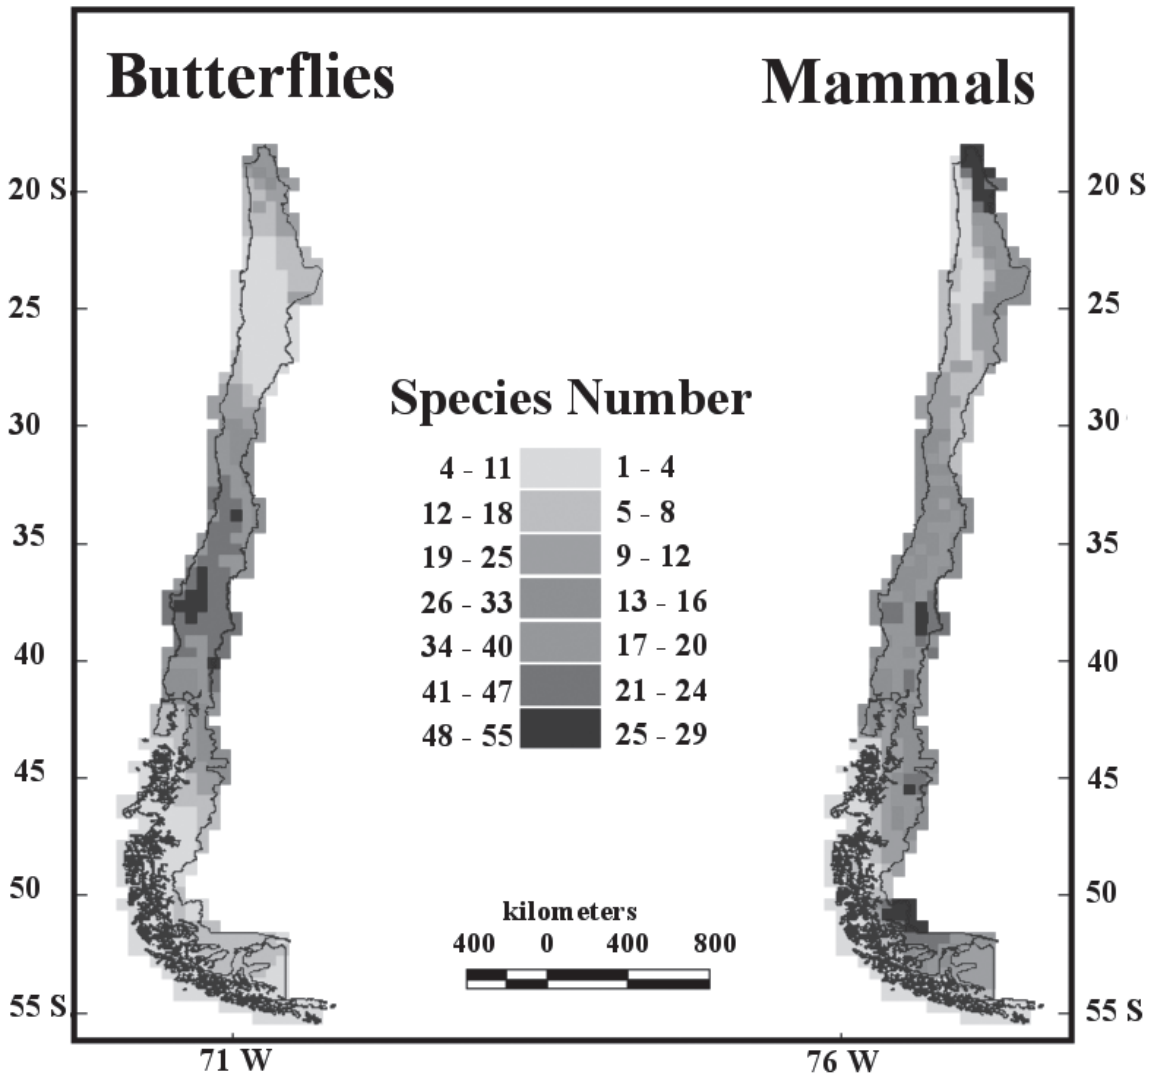 Butterflies Mammals
20 S 20 S
25 25
Species Number
30 30
4 - 11 1 - 4
12 - 18 5 - 8
35 35
19 - 25 9 - 12
26 - 33 13 - 16
34 - 40 17 - 20
40 40
41 - 47 21 - 24
48 - 55 25 - 29
45 45
50 50
kilometers
400 0 400 800
55 S 55 S
71 W 76 W